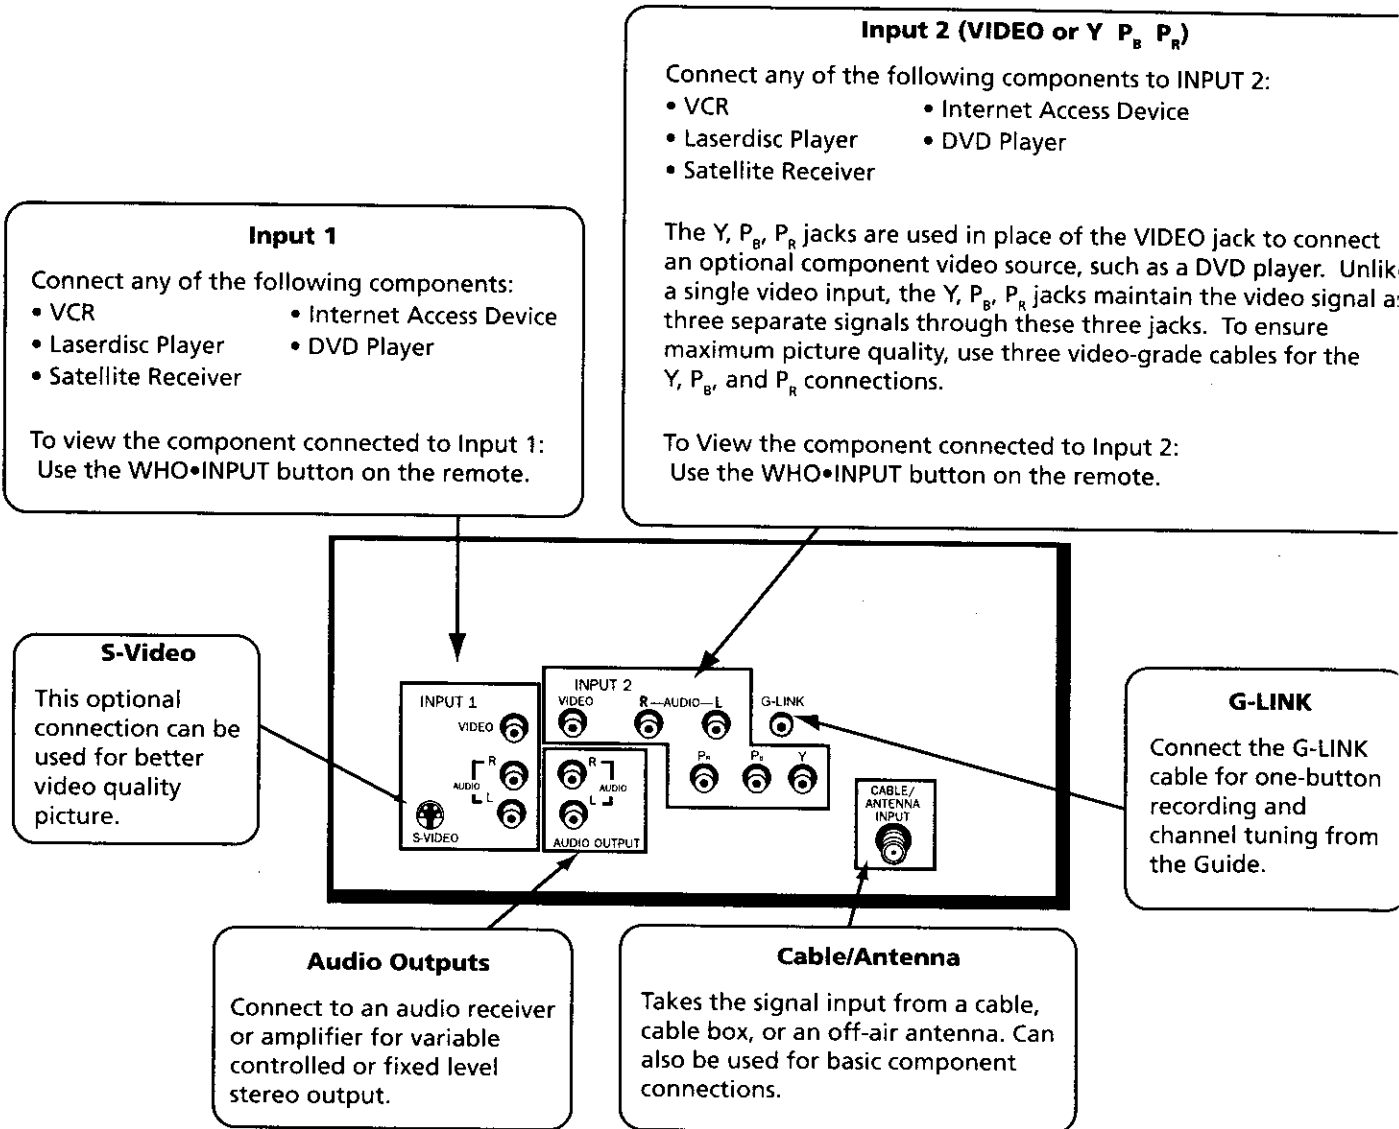 Input 2 (VIDEO or Y PB PR)
Connect any of the following components to INPUT 2:
• VCR • Internet Access Device
• Laserdisc Player • DVD Player
• Satellite Receiver
The Y, PB, PR jacks are used in place of the VIDEO jack to connect
an optional component video source, such as a DVD player. Unlike
a single video input, the Y, PB, PR jacks maintain the video signal as
three separate signals through these three jacks. To ensure
maximum picture quality, use three video-grade cables for the
Y, PB, and PR connections.
To View the component connected to Input 2:
Use the WHO•INPUT button on the remote.
Input 1
Connect any of the following components:
• VCR • Internet Access Device
• Laserdisc Player • DVD Player
• Satellite Receiver
To view the component connected to Input 1:
Use the WHO•INPUT button on the remote.
S-Video
This optional
connection can be
used for better
video quality
picture.
INPUT 1
VIDEO
R
AUDIO
L
S-VIDEO
INPUT 2
VIDEO
R—AUDIO—L
PR PB Y
R
AUDIO
L
AUDIO OUTPUT
G-LINK
CABLE/
ANTENNA
INPUT
G-LINK
Connect the G-LINK
cable for one-button
recording and
channel tuning from
the Guide.
Audio Outputs
Connect to an audio receiver
or amplifier for variable
controlled or fixed level
stereo output.
Cable/Antenna
Takes the signal input from a cable,
cable box, or an off-air antenna. Can
also be used for basic component
connections.